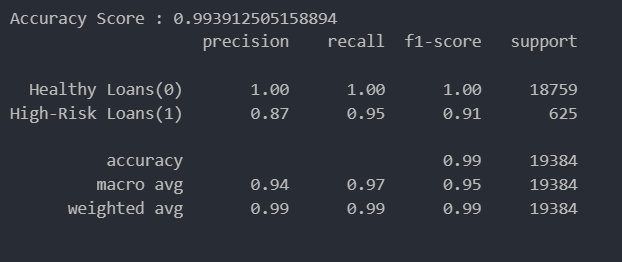 Accuracy Score : 0.993912505158894
precision recall f1-score support
Healthy Loans(0) 1.00 1.00 1.00 18759
High-Risk Loans(1) 0.87 0.95 0.91 625
accuracy 0.99 19384
macro avg 0.94 0.97 0.95 19384
weighted avg 0.99 0.99 0.99 19384